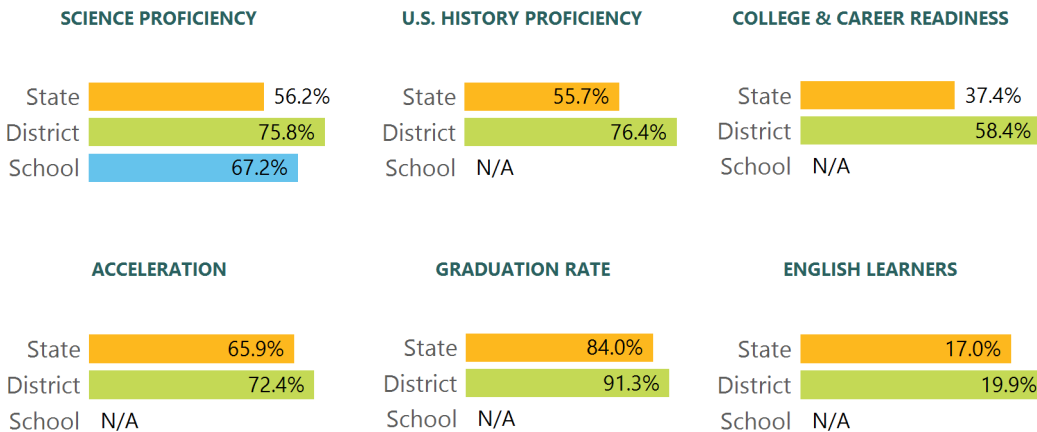 SCIENCE PROFICIENCY
State 56.2%
District 75.8%
School 67.2%
U.S. HISTORY PROFICIENCY
State 55.7%
District 76.4%
School N/A
COLLEGE & CAREER READINESS
State 37.4%
District 58.4%
School N/A
ACCELERATION
State 65.9%
District 72.4%
School N/A
GRADUATION RATE
State 84.0%
District 91.3%
School N/A
ENGLISH LEARNERS
State 17.0%
District 19.9%
School N/A